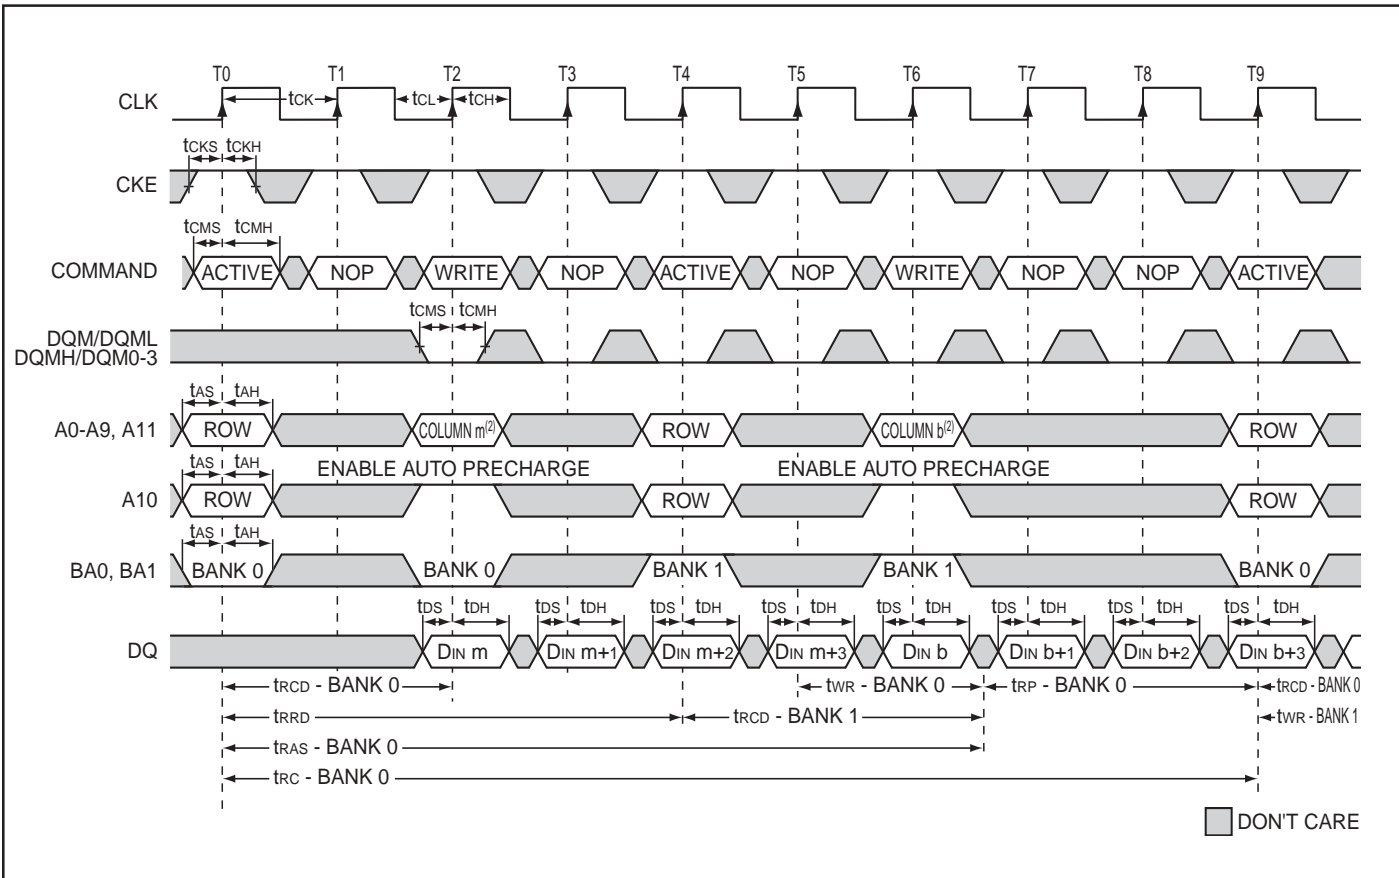 T0 T1 T2 T3 T4 T5 T6 T7 T8 T9
CLK tCK tCL tCH
tCKS tCKH
CKE
tCMS tCMH
COMMAND ACTIVE NOP WRITE NOP ACTIVE NOP WRITE NOP NOP ACTIVE
tCMS tCMH
DQM/DQML
DQMH/DQM0-3
tAS tAH
A0-A9, A11 ROW COLUMN m(2) ROW COLUMN b(2) ROW
tAS tAH ENABLE AUTO PRECHARGE ENABLE AUTO PRECHARGE
A10 ROW ROW ROW
tAS tAH
BA0, BA1 BANK 0 BANK 0 BANK 1 BANK 1 BANK 0
tDS tDH tDS tDH tDS tDH tDS tDH tDS tDH tDS tDH tDS tDH tDS tDH
DQ DIN m DIN m+1 DIN m+2 DIN m+3 DIN b DIN b+1 DIN b+2 DIN b+3
tRCD - BANK 0 tWR - BANK 0 tRP - BANK 0 tRCD - BANK 0
tRRD tRCD - BANK 1 tWR - BANK 1
tRAS - BANK 0
tRC - BANK 0
DON'T CARE